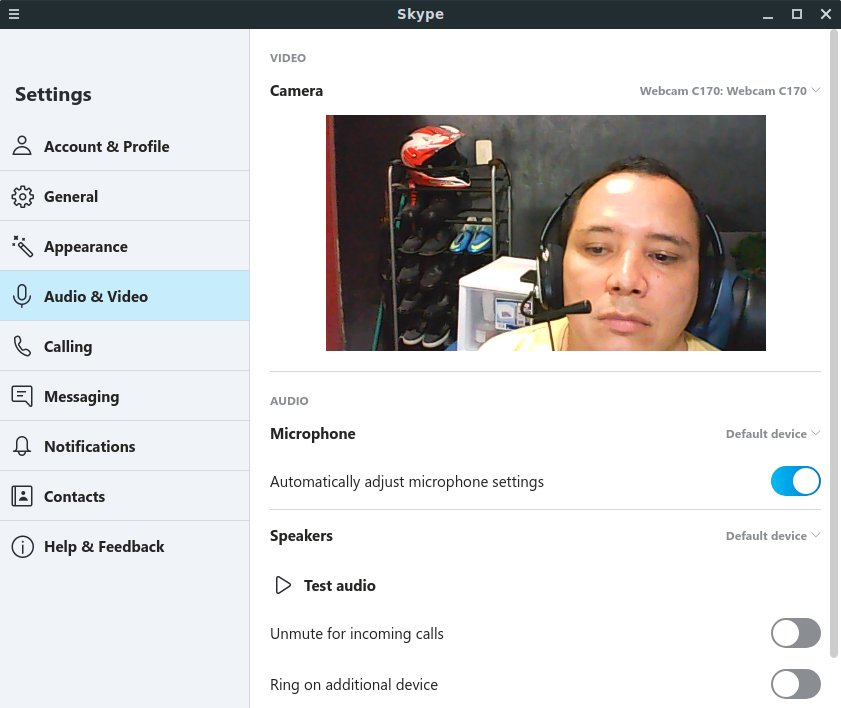 Skype
Settings
Account & Profile
General
Appearance
Audio & Video
Calling
Messaging
Notifications
Contacts
Help & Feedback
VIDEO
Camera
Webcam C170: Webcam C170
AUDIO
Microphone
Default device
Automatically adjust microphone settings
Speakers
Default device
Test audio
Unmute for incoming calls
Ring on additional device